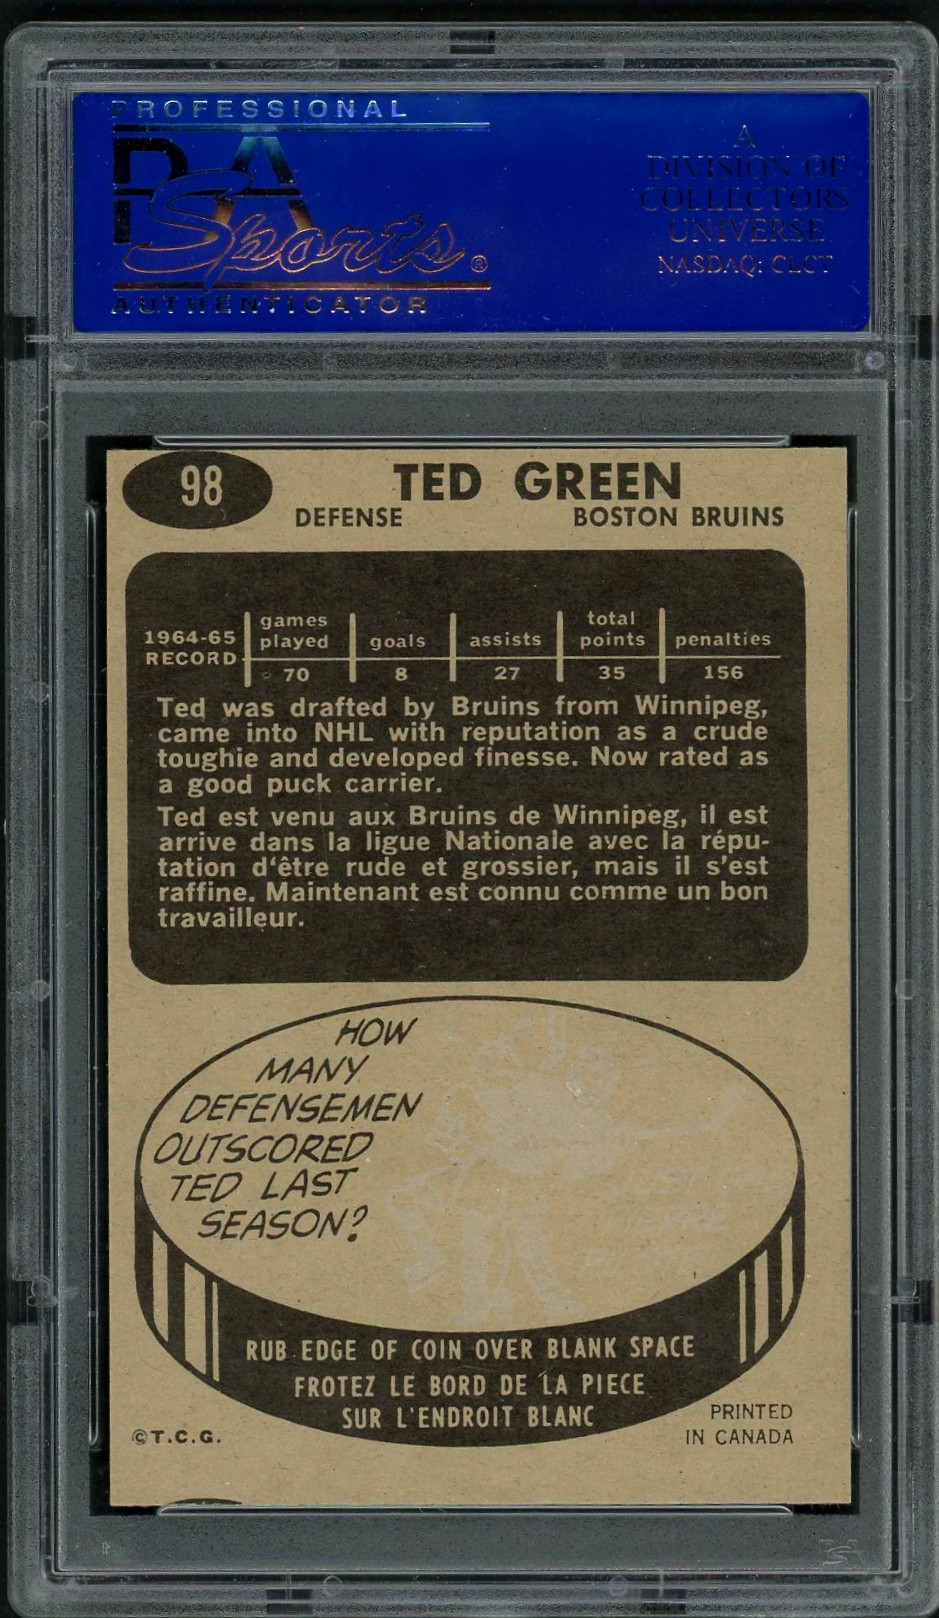 PROFESSIONAL
PSA
Sports®
AUTHENTICATOR
A
DIVISION OF
COLLECTORS
UNIVERSE
NASDAQ: CLCT
98
TED GREEN
DEFENSE BOSTON BRUINS
1964-65 RECORD games played goals assists total points penalties
70 8 27 35 156
Ted was drafted by Bruins from Winnipeg,
came into NHL with reputation as a crude
toughie and developed finesse. Now rated as
a good puck carrier.
Ted est venu aux Bruins de Winnipeg, il est
arrive dans la ligue Nationale avec la répu-
tation d'être rude et grossier, mais il s'est
raffine. Maintenant est connu comme un bon
travailleur.
HOW
MANY
DEFENSEMEN
OUTSCORED
TED LAST
SEASON?
RUB EDGE OF COIN OVER BLANK SPACE
FROTEZ LE BORD DE LA PIECE
SUR L'ENDROIT BLANC
©T.C.G.
PRINTED
IN CANADA